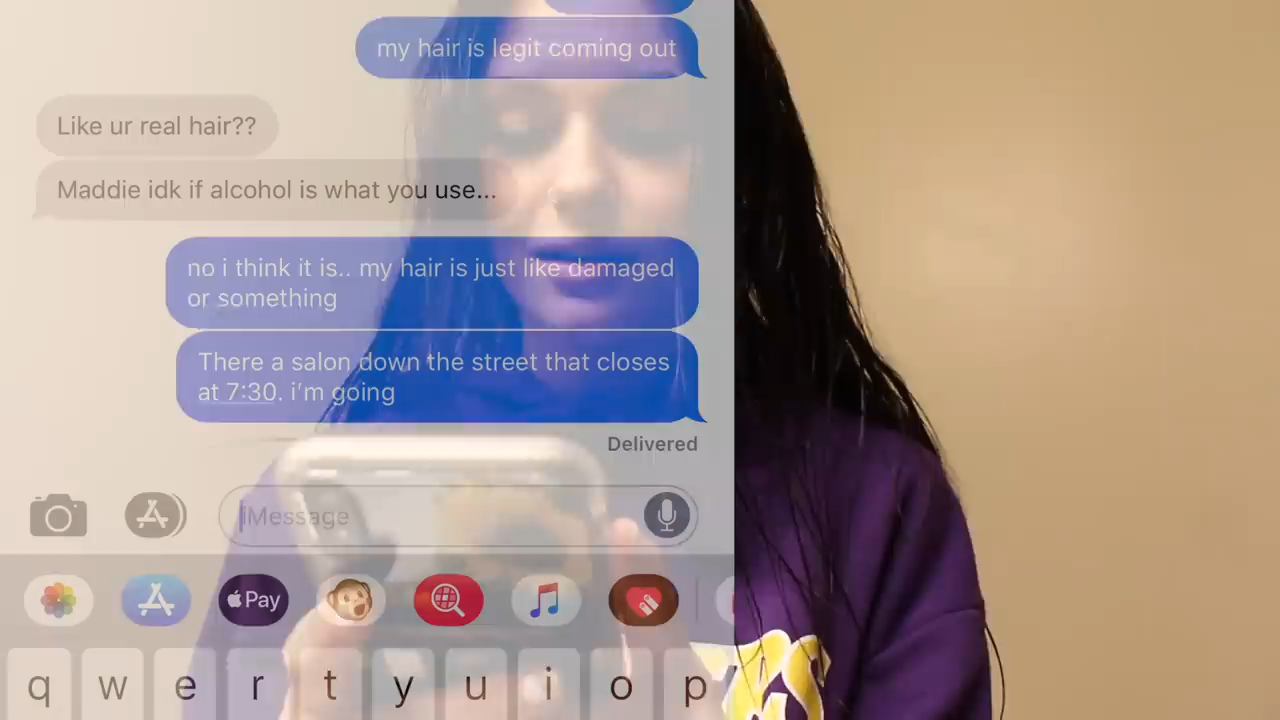 my hair is legit coming out
Like ur real hair??
Maddie idk if alcohol is what you use...
no i think it is.. my hair is just like damaged
or something
There a salon down the street that closes
at 7:30. i'm going
Delivered
iMessage
Pay
q w e r t y u i o p